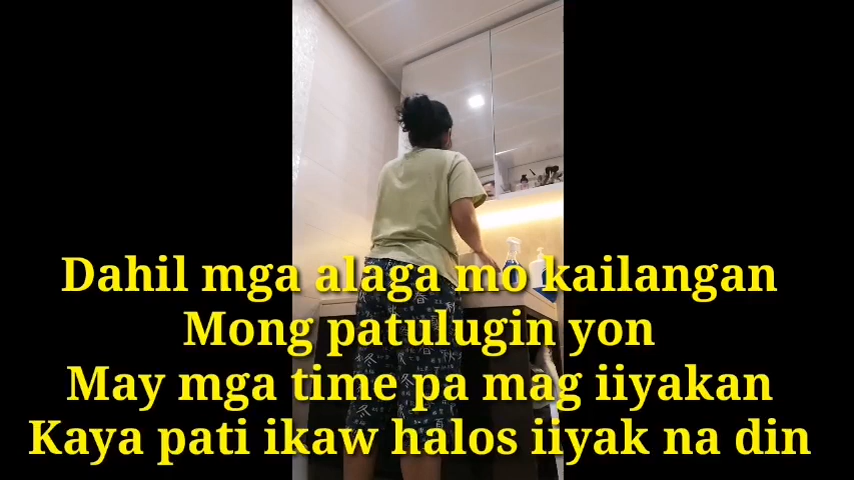 Dahil mga alaga mo kailangan
Mong patulugin yon
May mga time pa mag iiyakan
Kaya pati ikaw halos iiyak na din